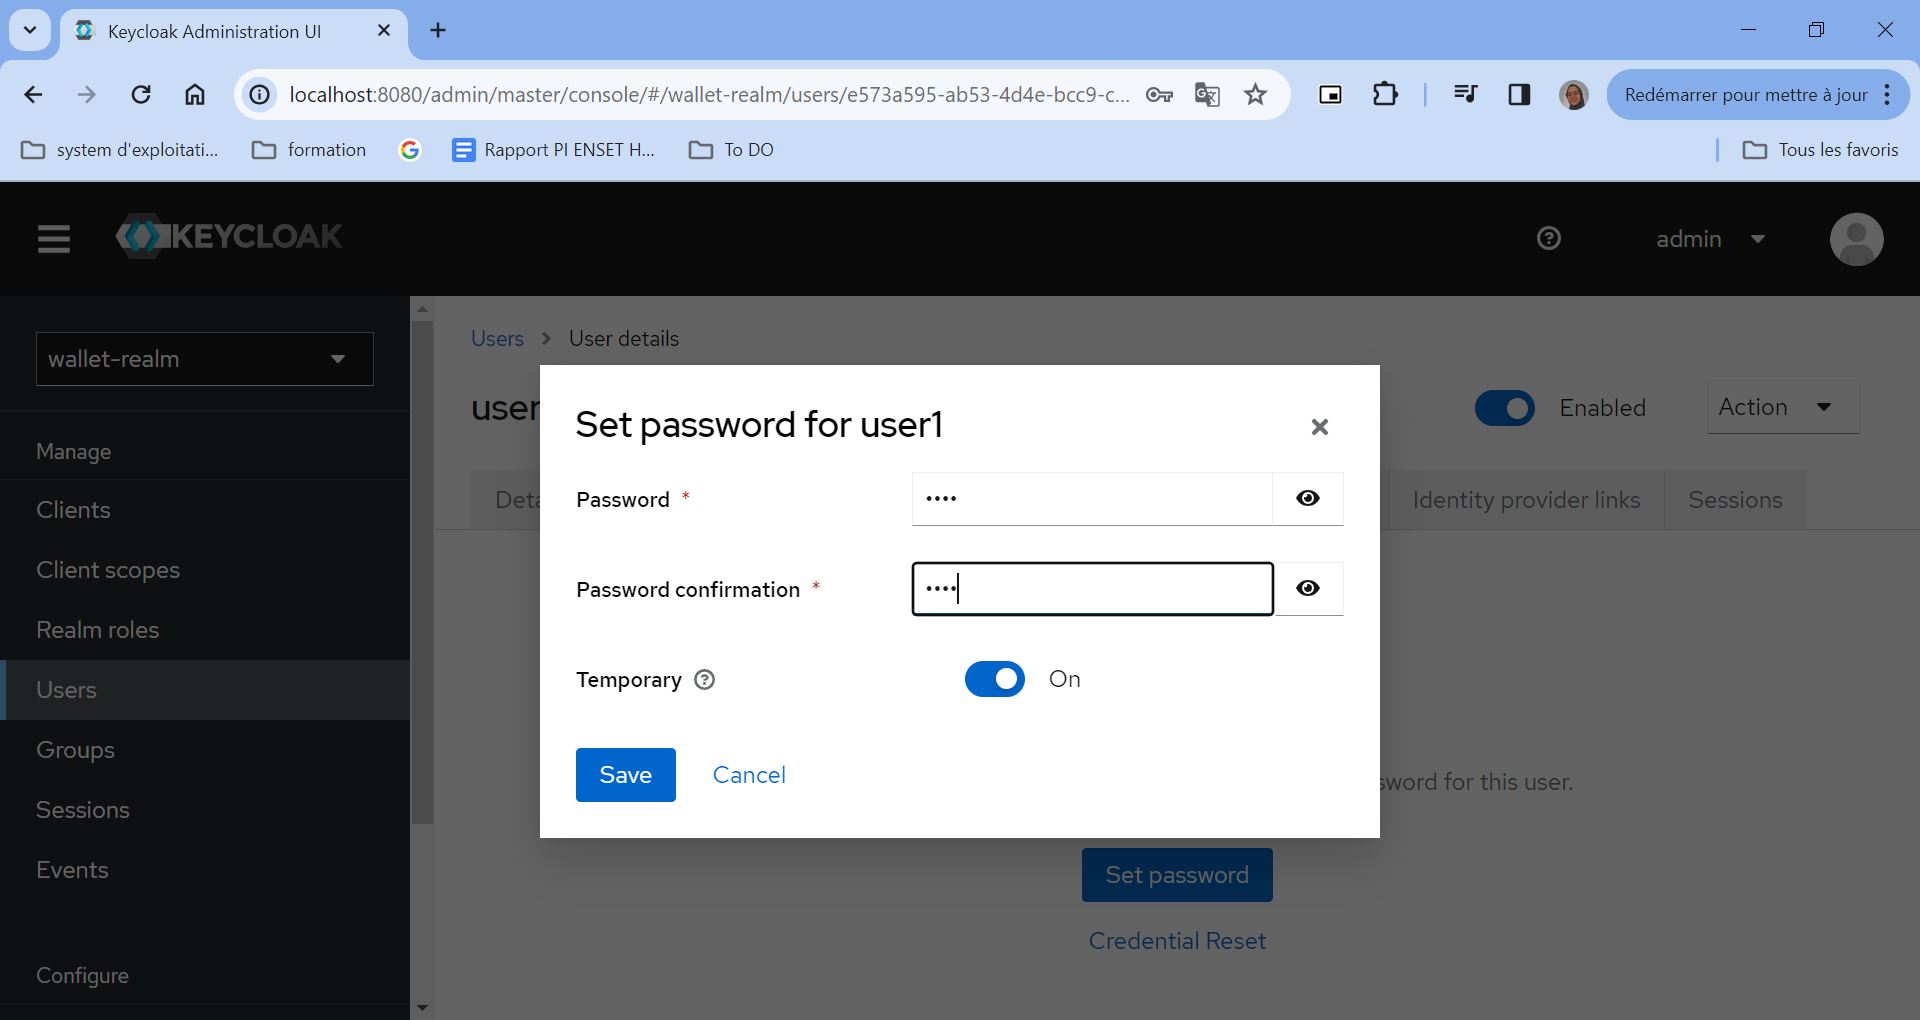 Keycloak Administration UI
localhost:8080/admin/master/console/#/wallet-realm/users/e573a595-ab53-4d4e-bcc9-c...
Redémarrer pour mettre à jour
system d'exploitati...
formation
Rapport PI ENSET H...
To DO
Tous les favoris
KEYCLOAK
admin
wallet-realm
Manage
Clients
Client scopes
Realm roles
Users
Groups
Sessions
Events
Configure
Users
User details
user
Enabled
Action
Deta
Identity provider links
Sessions
Set password for user1
Password *
••••
Password confirmation *
••••
Temporary
On
Save
Cancel
sword for this user.
Set password
Credential Reset